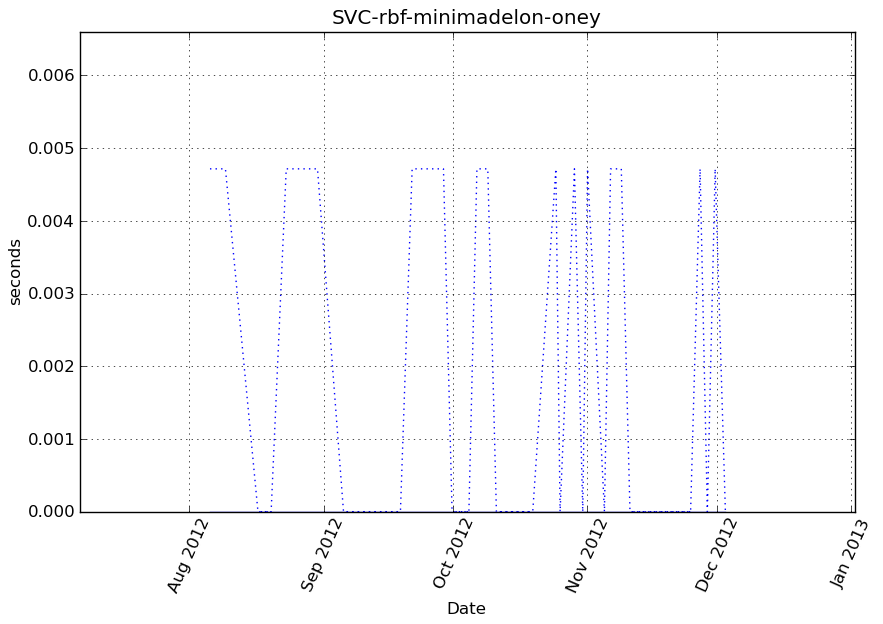 SVC-rbf-minimadelon-oney
0.006
0.005
0.004
0.003
0.002
0.001
0.000
seconds
Aug 2012
Sep 2012
Oct 2012
Nov 2012
Dec 2012
Jan 2013
Date